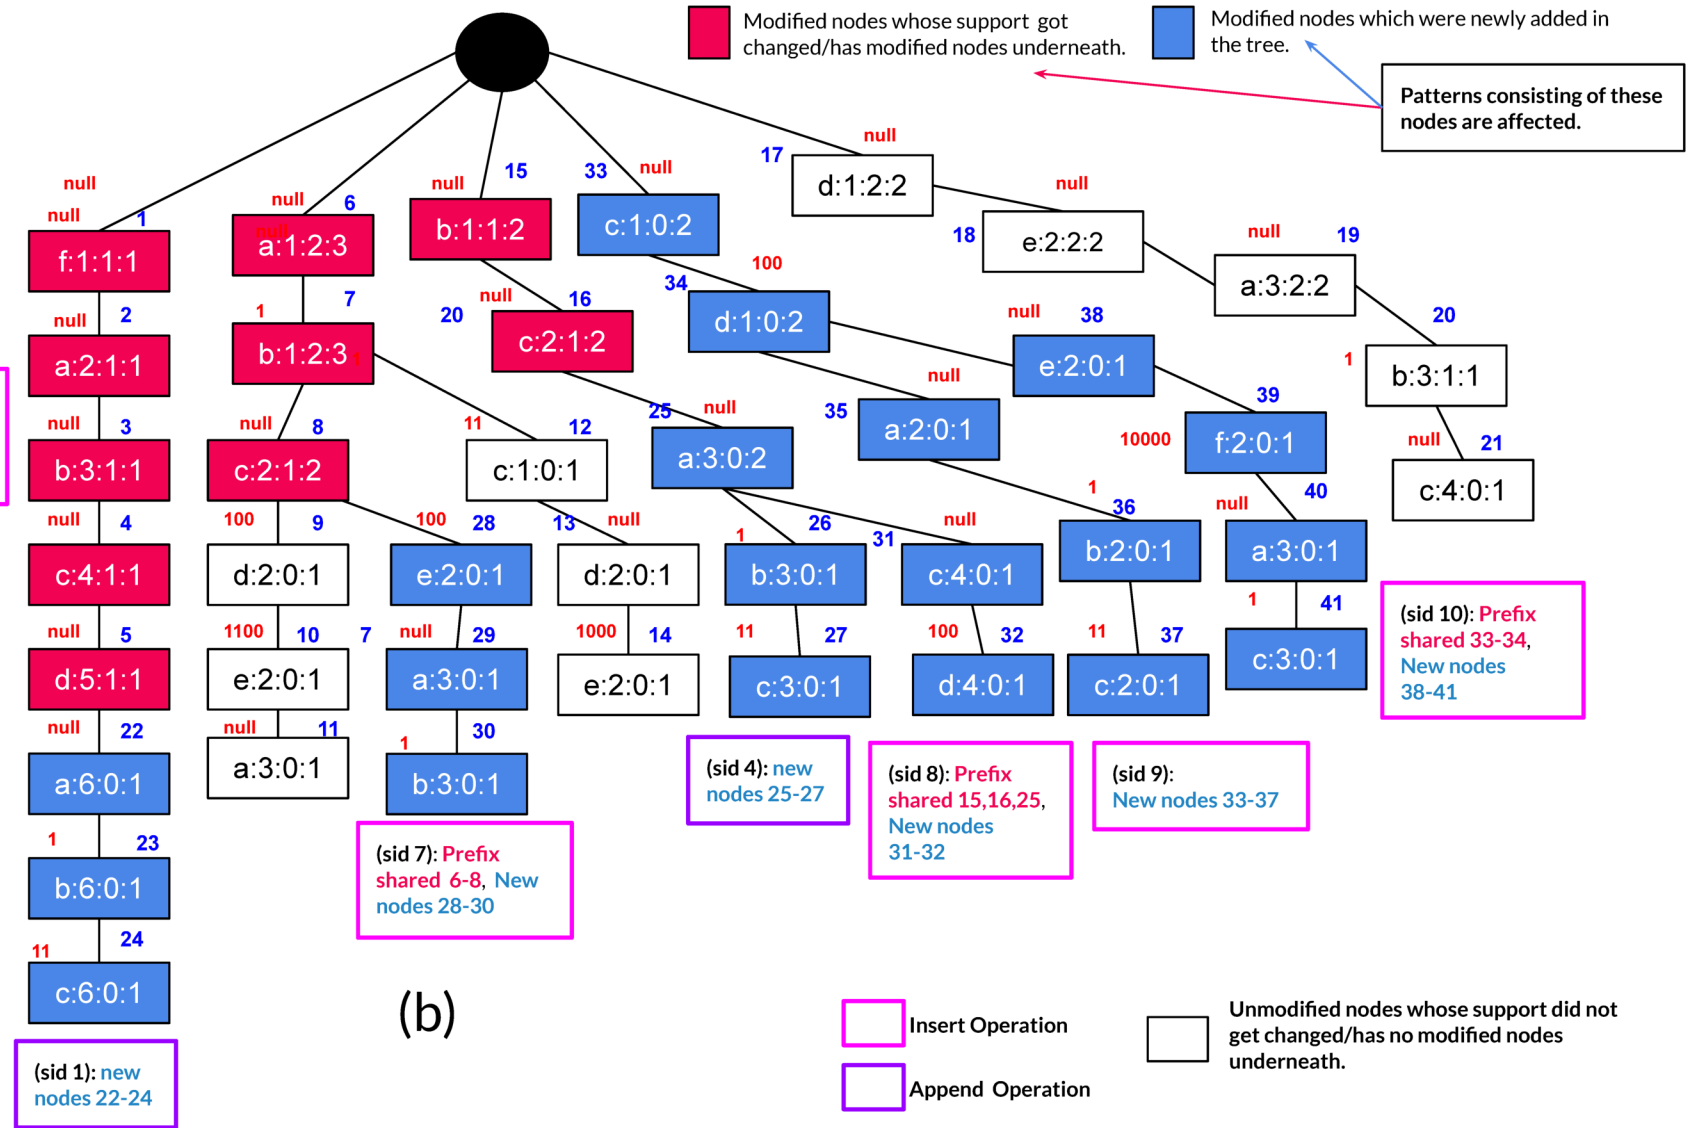 Modified nodes whose support got
changed/has modified nodes underneath.
Modified nodes which were newly added in
the tree.
Patterns consisting of these
nodes are affected.
null
null
1
f:1:1:1
null
2
a:2:1:1
null
3
b:3:1:1
null
4
c:4:1:1
null
5
d:5:1:1
null
22
a:6:0:1
1
23
b:6:0:1
11
24
c:6:0:1
(sid 1): new
nodes 22-24
null
6
null
a:1:2:3
1
7
b:1:2:3
1
null
8
c:2:1:2
100
9
d:2:0:1
1100
10
7
e:2:0:1
null
11
a:3:0:1
100
28
e:2:0:1
null
29
a:3:0:1
1
30
b:3:0:1
(sid 7): Prefix
shared 6-8, New
nodes 28-30
11
12
c:1:0:1
13
null
d:2:0:1
1000
14
e:2:0:1
null
15
b:1:1:2
20
null
16
c:2:1:2
25
null
a:3:0:2
1
26
b:3:0:1
11
27
c:3:0:1
(sid 4): new
nodes 25-27
31
null
c:4:0:1
100
32
d:4:0:1
(sid 8): Prefix
shared 15,16,25,
New nodes
31-32
33
null
c:1:0:2
34
100
d:1:0:2
35
null
a:2:0:1
1
36
b:2:0:1
11
37
c:2:0:1
(sid 9):
New nodes 33-37
null
38
e:2:0:1
10000
39
f:2:0:1
null
40
a:3:0:1
1
41
c:3:0:1
(sid 10): Prefix
shared 33-34,
New nodes
38-41
17
null
d:1:2:2
18
null
e:2:2:2
null
19
a:3:2:2
1
20
b:3:1:1
null
21
c:4:0:1
(b)
Insert Operation
Append Operation
Unmodified nodes whose support did not
get changed/has no modified nodes
underneath.